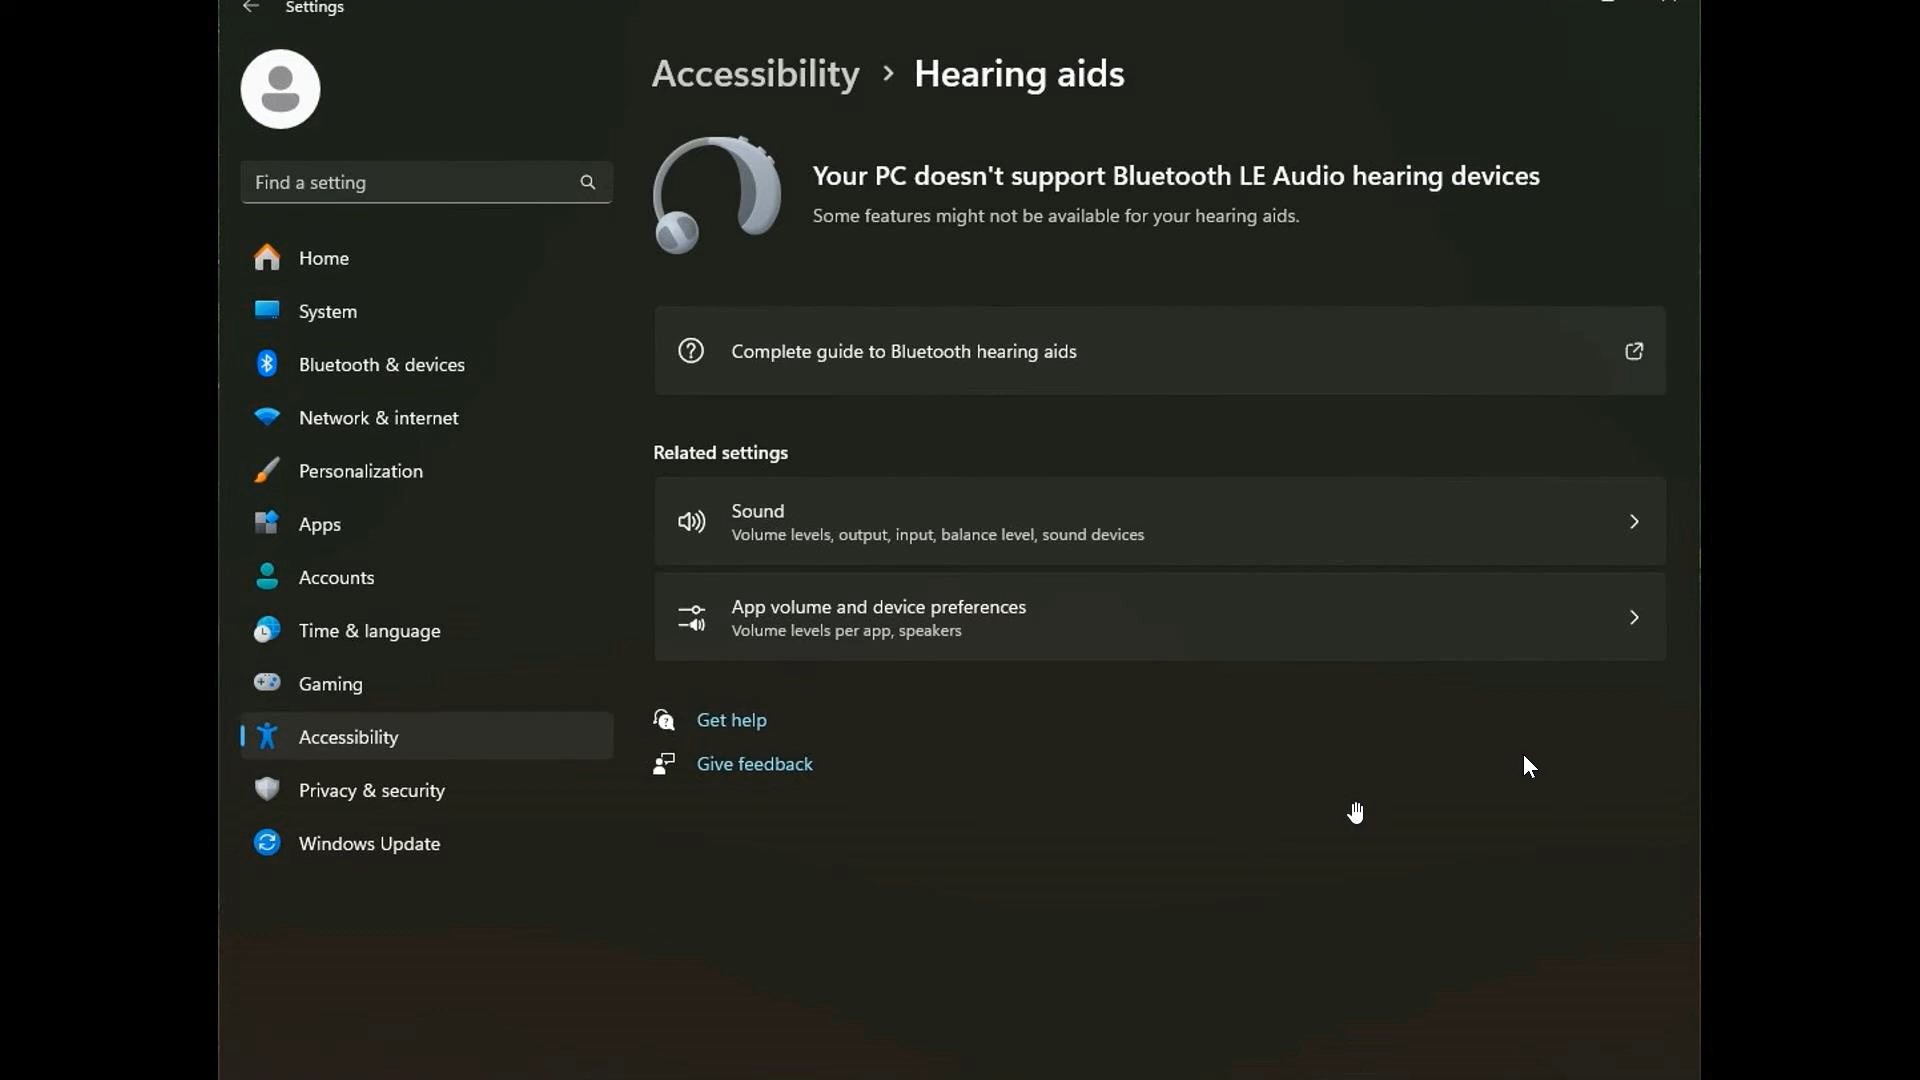 Settings
Find a setting
Home
System
Bluetooth & devices
Network & internet
Personalization
Apps
Accounts
Time & language
Gaming
Accessibility
Privacy & security
Windows Update
Accessibility > Hearing aids
Your PC doesn't support Bluetooth LE Audio hearing devices
Some features might not be available for your hearing aids.
Complete guide to Bluetooth hearing aids
Related settings
Sound
Volume levels, output, input, balance level, sound devices
App volume and device preferences
Volume levels per app, speakers
Get help
Give feedback